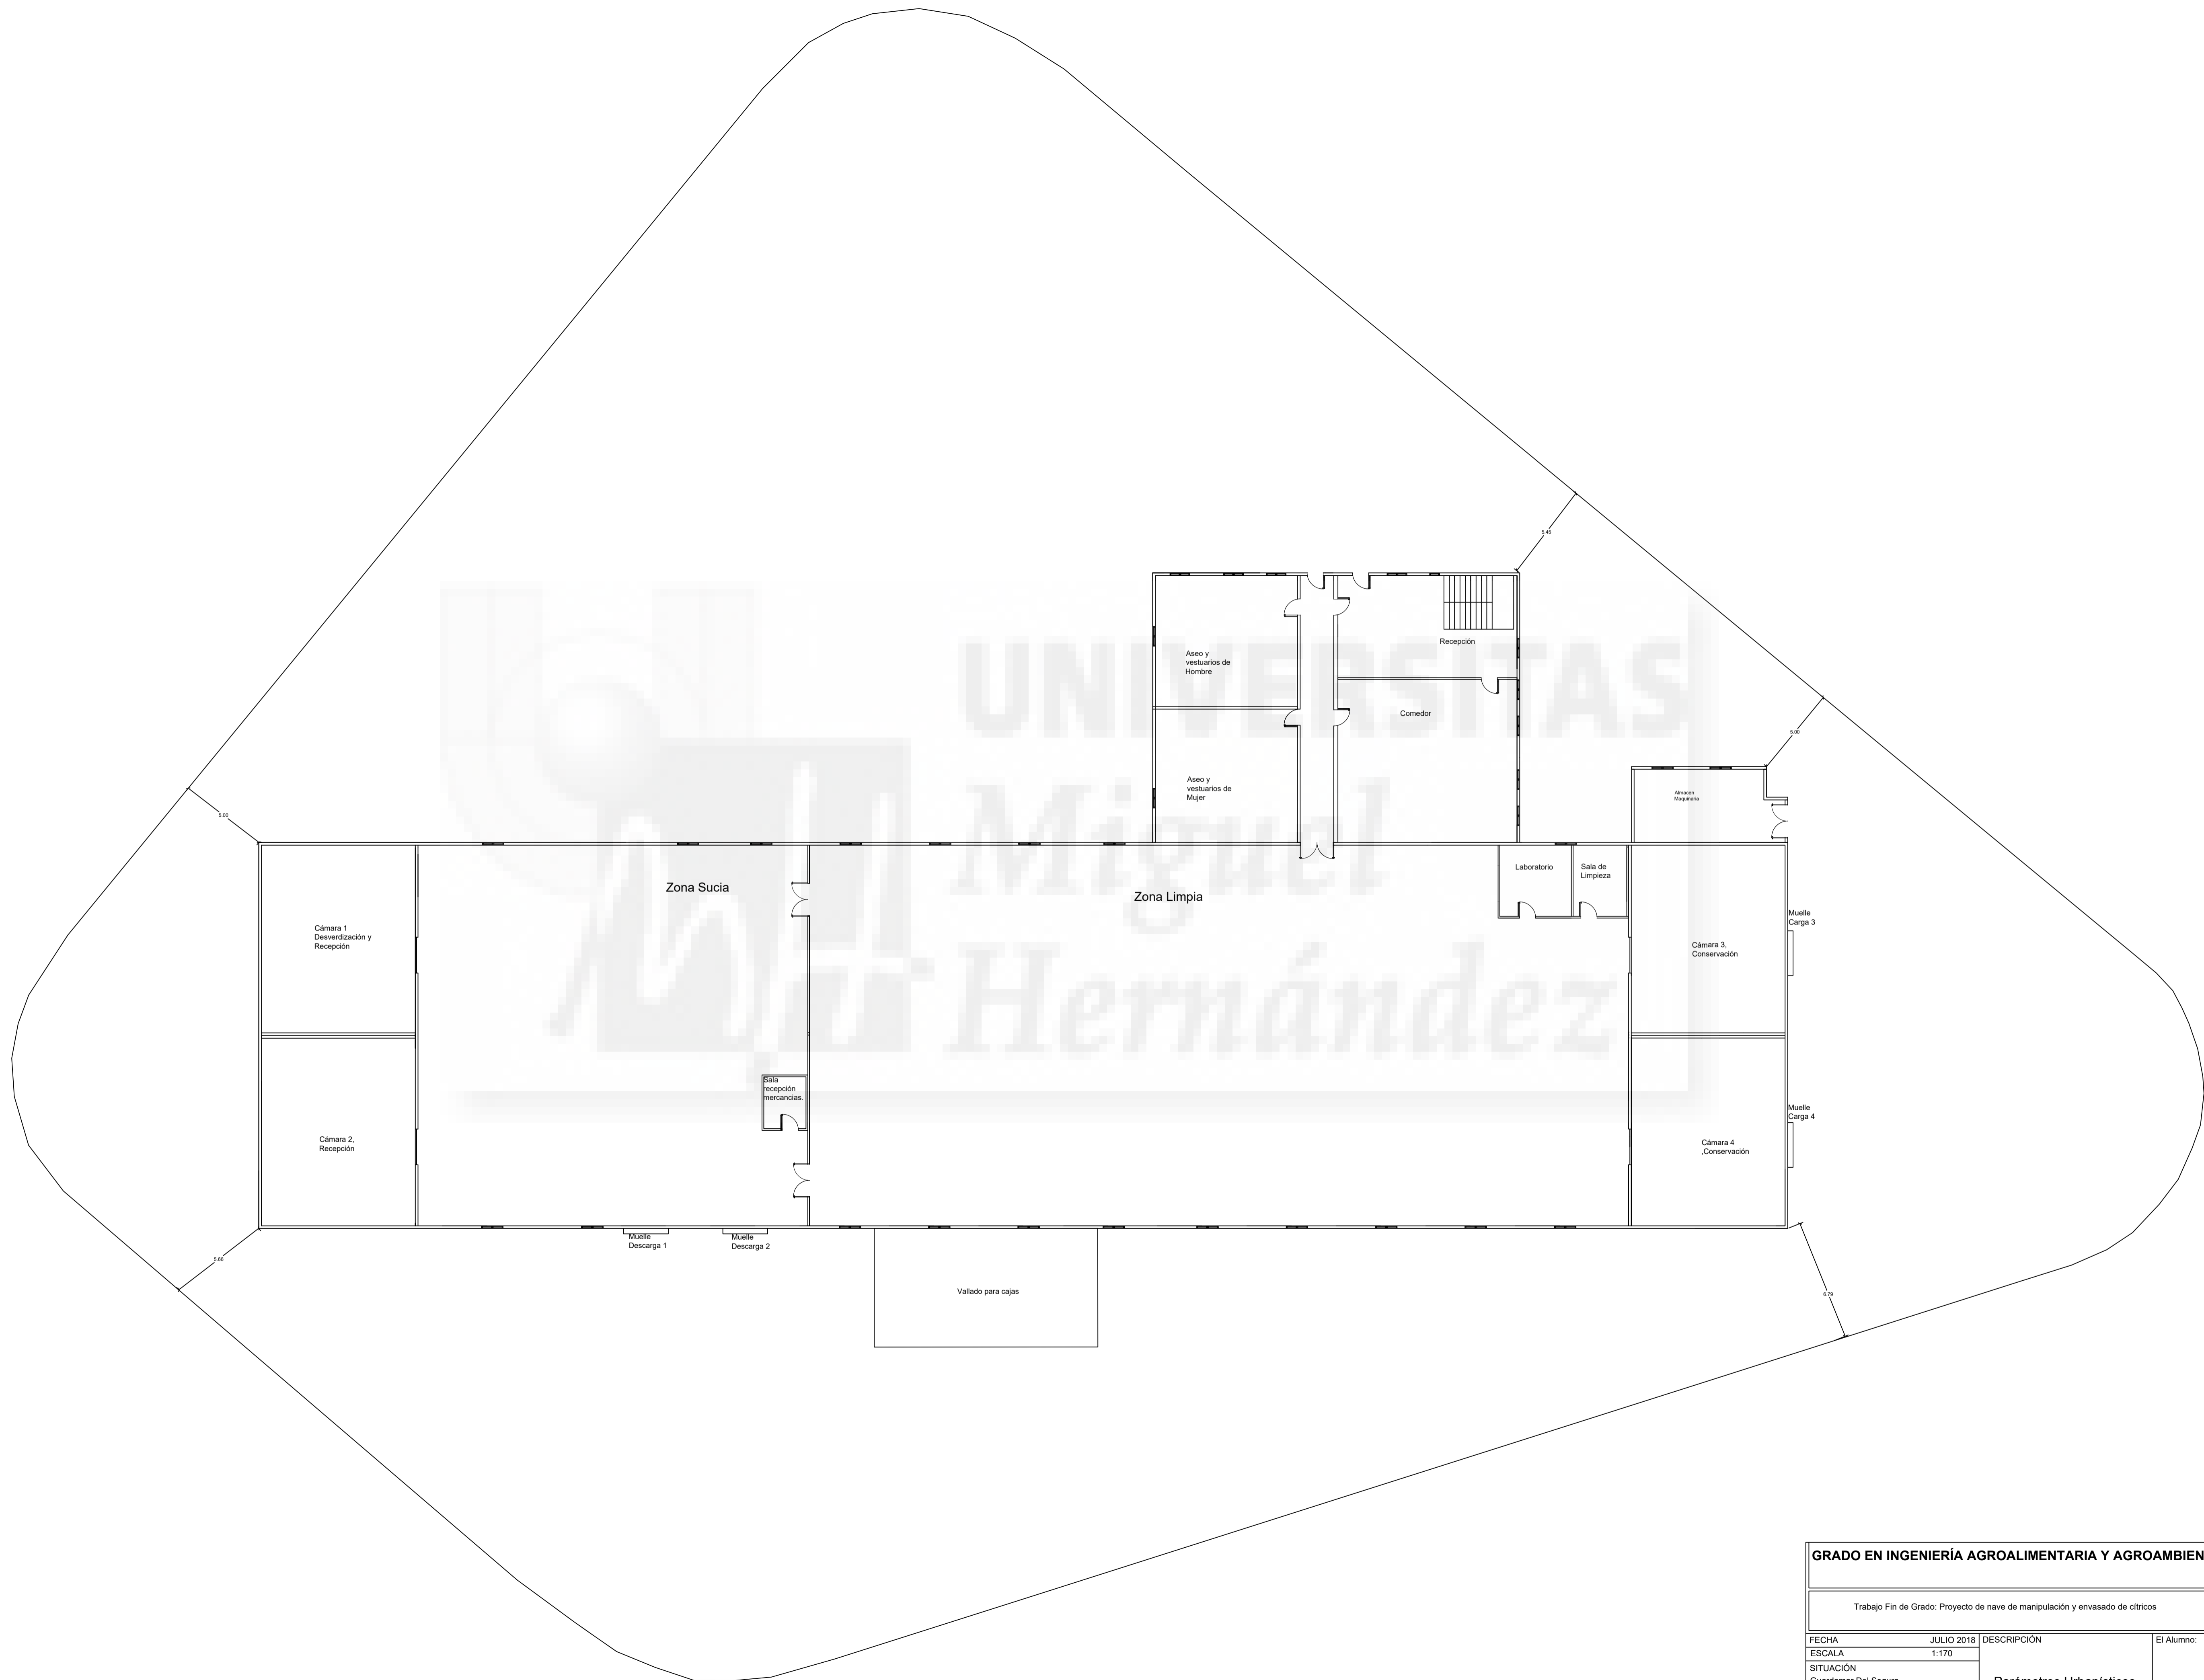 5.45
Recepción
Aseo y
vestuarios de
Hombre
Comedor
5.00
Aseo y
vestuarios de
Mujer
Almacen
Maquinaria
5.00
Zona Sucia
Zona Limpia
Laboratorio
Sala de
Limpieza
Cámara 1
Desverdización y
Recepción
Muelle
Carga 3
Cámara 3,
Conservación
Sala
recepción
mercancias.
Muelle
Carga 4
Cámara 2,
Recepción
Cámara 4
,Conservación
Muelle
Descarga 1
Muelle
Descarga 2
5.66
Vallado para cajas
6.79
UNIVERSITAS
Miguel
Hernández
GRADO EN INGENIERÍA AGROALIMENTARIA Y AGROAMBIEN
Trabajo Fin de Grado: Proyecto de nave de manipulación y envasado de cítricos
FECHA JULIO 2018
DESCRIPCIÓN
El Alumno:
ESCALA 1:170
SITUACIÓN